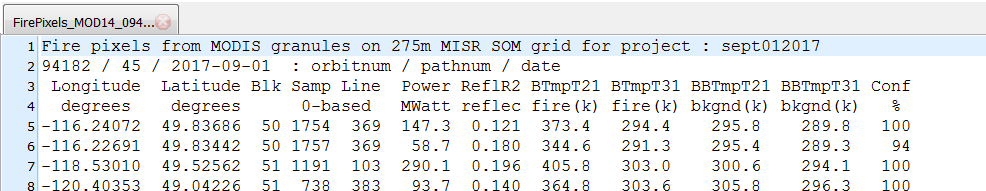 FirePixels_MOD14_094...
1 Fire pixels from MODIS granules on 275m MISR SOM grid for project : sept012017
2 94182 / 45 / 2017-09-01 : orbitnum / pathnum / date
3 Longitude Latitude Blk Samp Line Power ReflR2 BTmpT21 BTmpT31 BBTmpT21 BBTmpT31 Conf
4 degrees degrees 0-based MWatt reflec fire(k) fire(k) bkgnd(k) bkgnd(k) %
5 -116.24072 49.83686 50 1754 369 147.3 0.121 373.4 294.4 295.8 289.8 100
6 -116.22691 49.83442 50 1757 369 58.7 0.180 344.6 291.3 295.4 289.3 94
7 -118.53010 49.52562 51 1191 103 290.1 0.196 405.8 303.0 300.6 294.1 100
8 -120.40353 49.04226 51 738 383 93.7 0.140 364.8 303.6 305.8 296.3 100